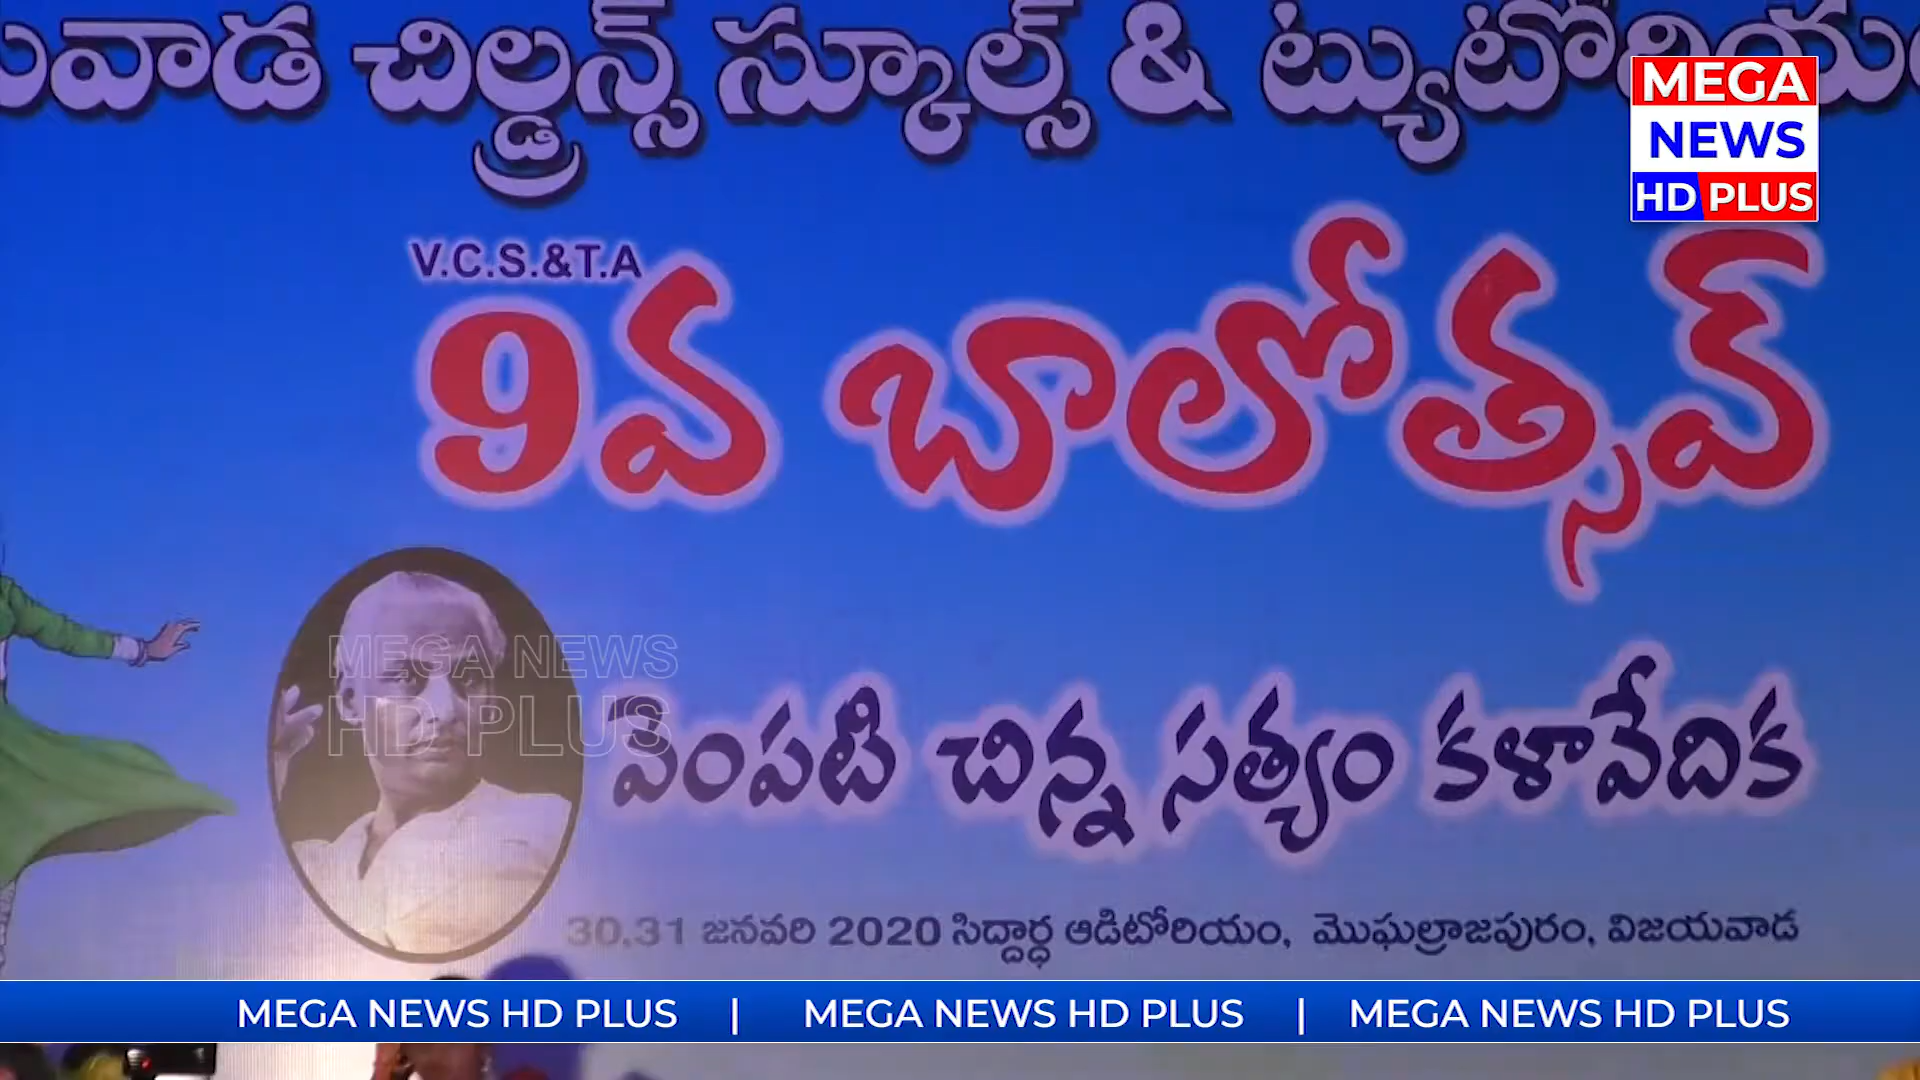 చిల్డ్రన్స్ స్కూల్స్ & 
MEGA
NEWS
HD PLUS
V.C.S.&T.A
9వ బాలోత్సవ్
MEGA NEWS
HD PLUS
వెంపటి చిన్న సత్యం కళావేదిక
30,31 జనవరి 2020 సిద్దార్ధ ఆడిటోరియం, మొఘల్రాజపురం, విజయవాడ
MEGA NEWS HD PLUS | MEGA NEWS HD PLUS | MEGA NEWS HD PLUS